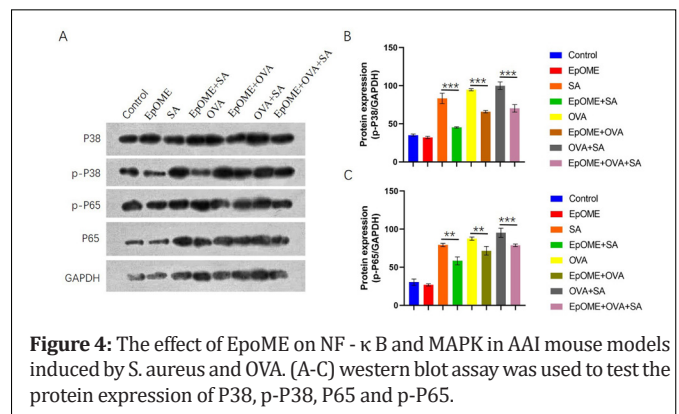 A
Control
EpOME
SA
EpOME+SA
OVA
EpOME+OVA
OVA+SA
EpOME+OVA+SA
P38
p-P38
p-P65
P65
GAPDH
B
Protein expression
(p-P38/GAPDH)
150
100
50
0
***
***
***
Control
EpOME
SA
EpOME+SA
OVA
EpOME+OVA
OVA+SA
EpOME+OVA+SA
C
Protein expression
(p-P65/GAPDH)
150
100
50
0
**
**
***
Control
EpOME
SA
EpOME+SA
OVA
EpOME+OVA
OVA+SA
EpOME+OVA+SA
Figure 4: The effect of EpoME on NF - κ B and MAPK in AAI mouse models
induced by S. aureus and OVA. (A-C) western blot assay was used to test the
protein expression of P38, p-P38, P65 and p-P65.